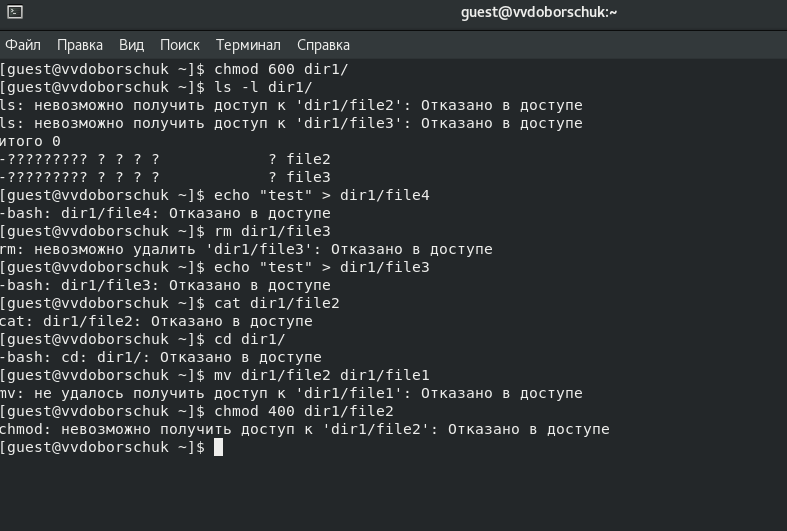 guest@vvdoborschuk:~
Файл Правка Вид Поиск Терминал Справка
[guest@vvdoborschuk ~]$ chmod 600 dir1/
[guest@vvdoborschuk ~]$ ls -l dir1/
ls: невозможно получить доступ к 'dir1/file2': Отказано в доступе
ls: невозможно получить доступ к 'dir1/file3': Отказано в доступе
итого 0
-????????? ? ? ? ?            ? file2
-????????? ? ? ? ?            ? file3
[guest@vvdoborschuk ~]$ echo "test" > dir1/file4
-bash: dir1/file4: Отказано в доступе
[guest@vvdoborschuk ~]$ rm dir1/file3
rm: невозможно удалить 'dir1/file3': Отказано в доступе
[guest@vvdoborschuk ~]$ echo "test" > dir1/file3
-bash: dir1/file3: Отказано в доступе
[guest@vvdoborschuk ~]$ cat dir1/file2
cat: dir1/file2: Отказано в доступе
[guest@vvdoborschuk ~]$ cd dir1/
-bash: cd: dir1/: Отказано в доступе
[guest@vvdoborschuk ~]$ mv dir1/file2 dir1/file1
mv: не удалось получить доступ к 'dir1/file1': Отказано в доступе
[guest@vvdoborschuk ~]$ chmod 400 dir1/file2
chmod: невозможно получить доступ к 'dir1/file2': Отказано в доступе
[guest@vvdoborschuk ~]$